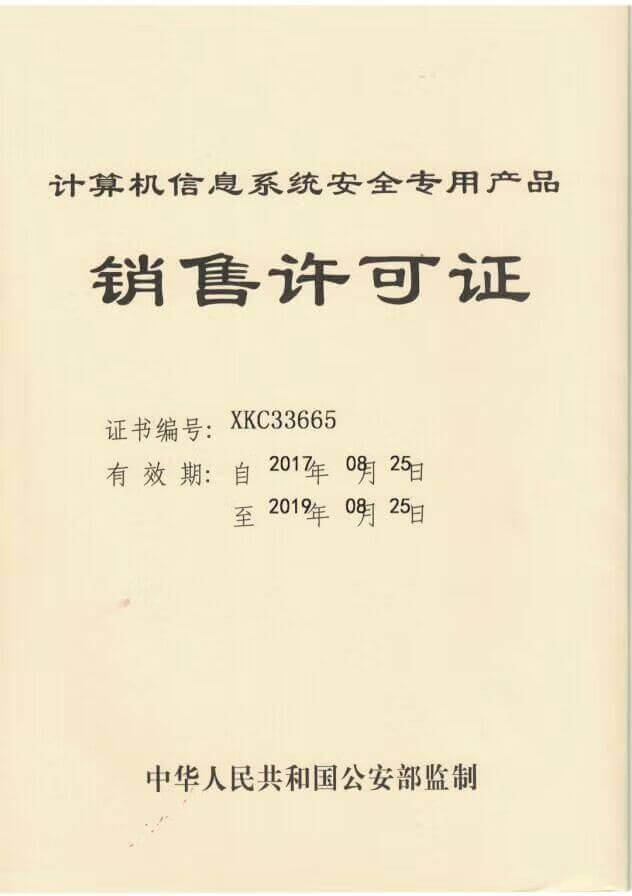 计算机信息系统安全专用产品
销售许可证
证书编号: XKC33665
有效期: 自 2017年 08月 25日
至 2019年 08月 25日
中华人民共和国公安部监制